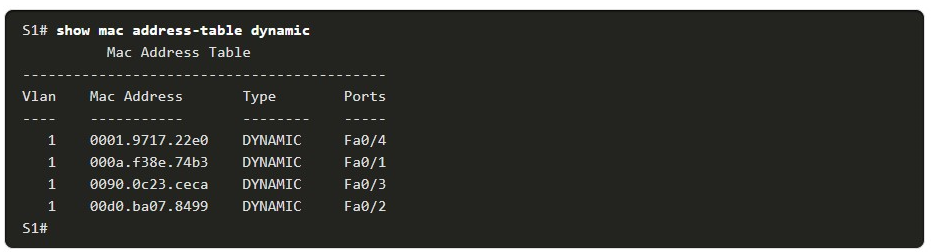 S1# show mac address-table dynamic
Mac Address Table
-------------------------------------------
Vlan    Mac Address       Type        Ports
----    -----------       --------    -----
   1    0001.9717.22e0    DYNAMIC     Fa0/4
   1    000a.f38e.74b3    DYNAMIC     Fa0/1
   1    0090.0c23.ceca    DYNAMIC     Fa0/3
   1    00d0.ba07.8499    DYNAMIC     Fa0/2
S1#